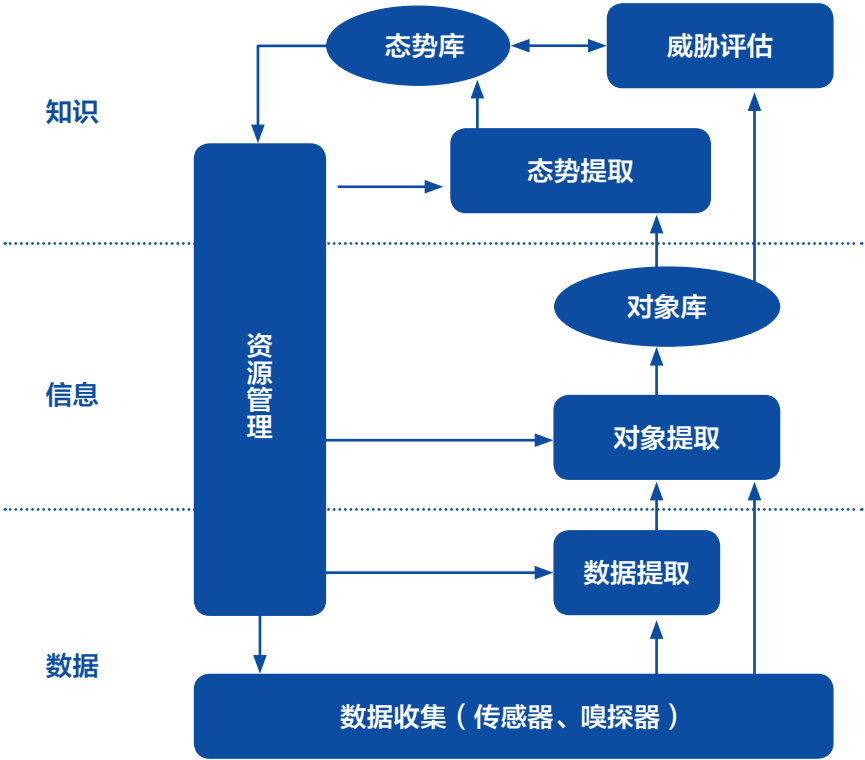 态势库
威胁评估
知识
态势提取
对象库
资源管理
信息
对象提取
数据提取
数据
数据收集（传感器、嗅探器）